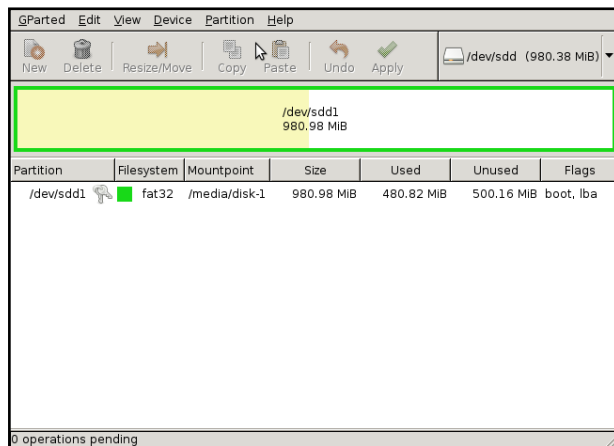 GParted Edit View Device Partition Help
New Delete Resize/Move Copy Paste Undo Apply /dev/sdd (980.38 MiB)
/dev/sdd1
980.98 MiB
Partition Filesystem Mountpoint Size Used Unused Flags
/dev/sdd1 fat32 /media/disk-1 980.98 MiB 480.82 MiB 500.16 MiB boot, lba
0 operations pending